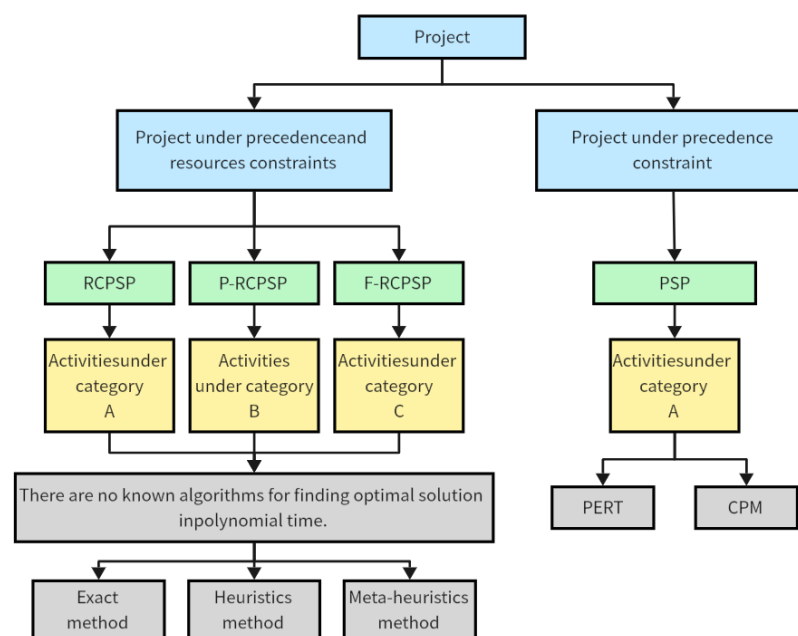 Project
Project under precedenceand
resources constraints
Project under precedence
constraint
RCPSP
P-RCPSP
F-RCPSP
PSP
Activitiesunder
category
A
Activities
under category
B
Activitiesunder
category
C
Activitiesunder
category
A
There are no known algorithms for finding optimal solution
inpolynomial time.
PERT
CPM
Exact
method
Heuristics
method
Meta-heuristics
method